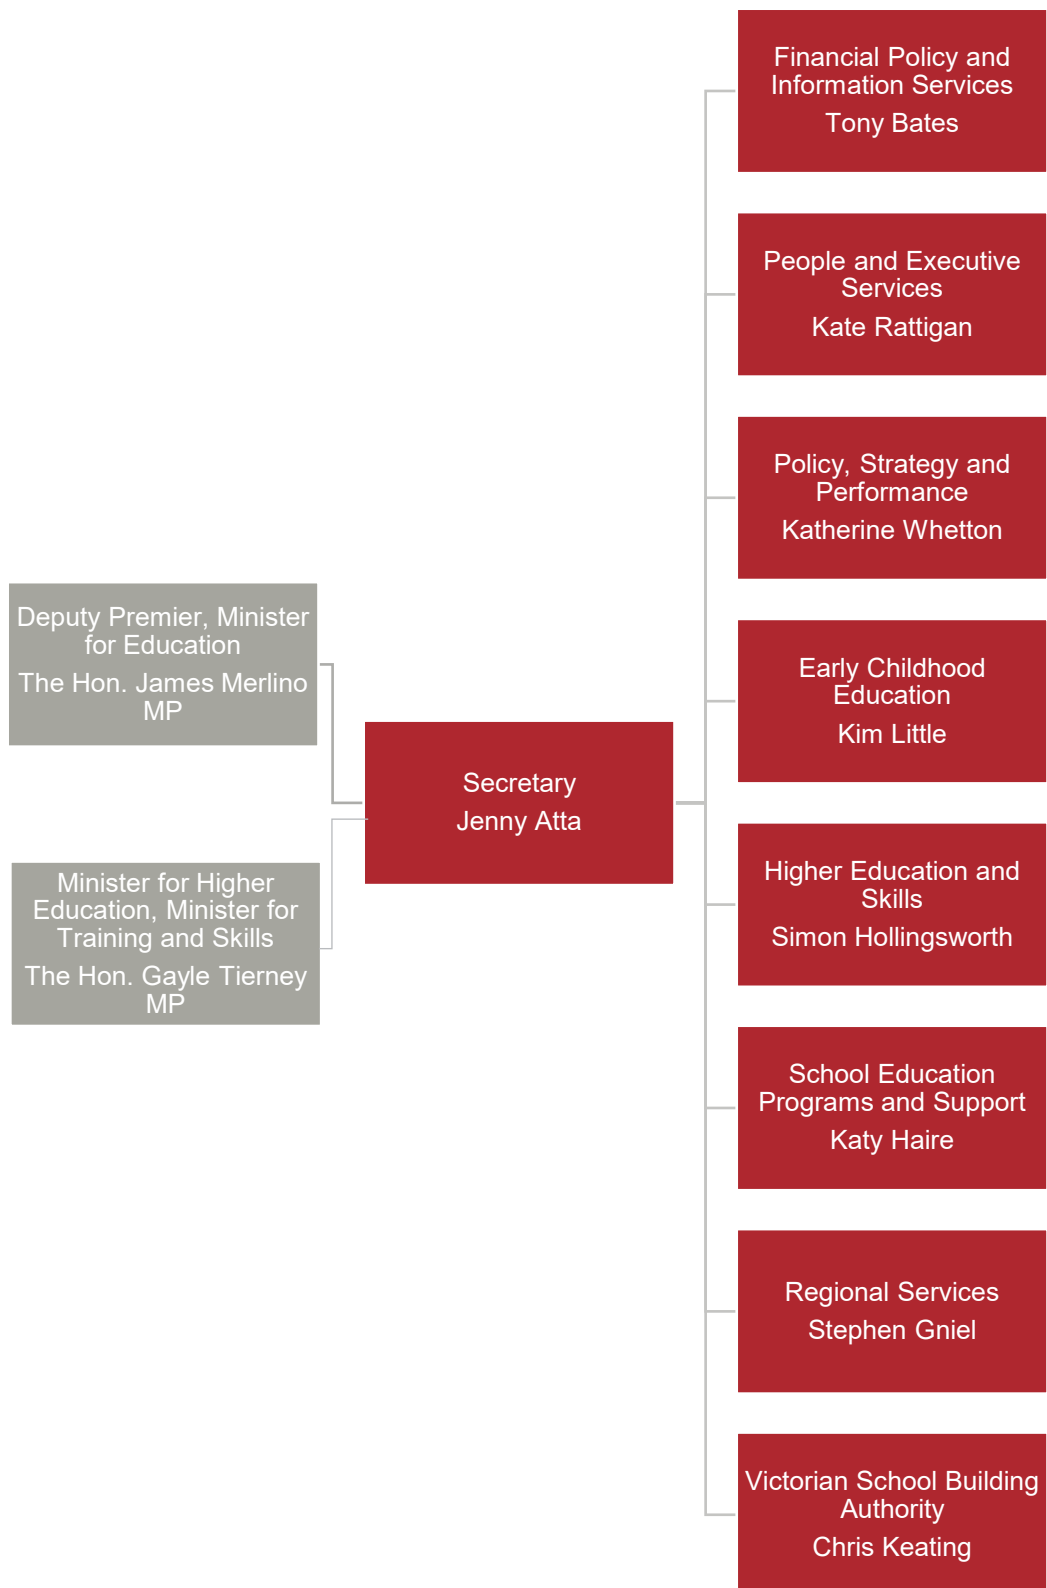 Financial Policy and
Information Services
Tony Bates
People and Executive
Services
Kate Rattigan
Policy, Strategy and
Performance
Katherine Whetton
Deputy Premier, Minister
for Education
The Hon. James Merlino
MP
Early Childhood
Education
Kim Little
Secretary
Jenny Atta
Minister for Higher
Education, Minister for
Training and Skills
The Hon. Gayle Tierney
MP
Higher Education and
Skills
Simon Hollingsworth
School Education
Programs and Support
Katy Haire
Regional Services
Stephen Gniel
Victorian School Building
Authority
Chris Keating